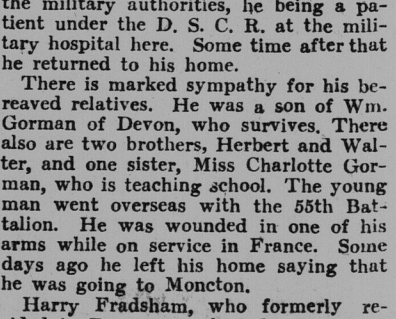 the military authorities, he being a pa-
tient under the D. S. C. R. at the mili-
tary hospital here. Some time after that
he returned to his home.
There is marked sympathy for his be-
reaved relatives. He was a son of Wm.
Gorman of Devon, who survives. There
also are two brothers, Herbert and Wal-
ter, and one sister, Miss Charlotte Gor-
man, who is teaching school. The young
man went overseas with the 55th Bat-
talion. He was wounded in one of his
arms while on service in France. Some
days ago he left his home saying that
he was going to Moncton.
Harry Fradsham, who formerly re-